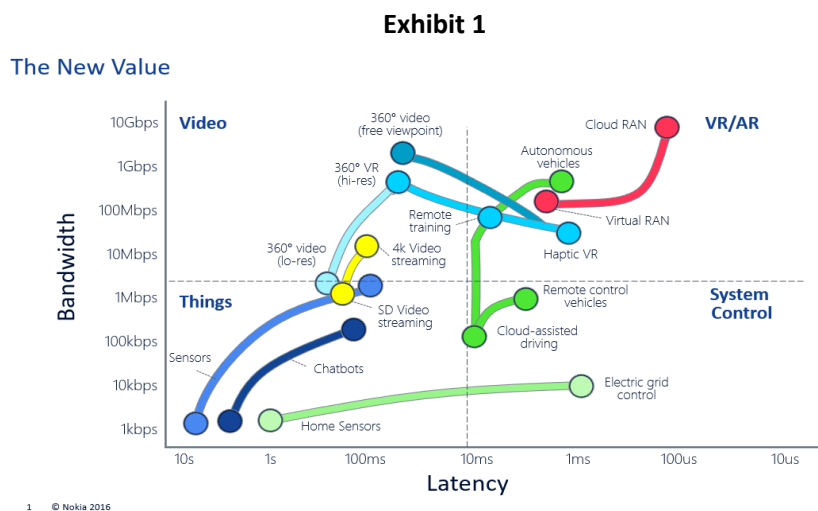 Exhibit 1
The New Value
Bandwidth
10Gbps
1Gbps
100Mbps
10Mbps
1Mbps
100kbps
10kbps
1kbps
Video
VR/AR
Things
System
Control
360° video
(free viewpoint)
360° VR
(hi-res)
360° video
(lo-res)
4k Video
streaming
SD Video
streaming
Sensors
Chatbots
Home Sensors
Remote
training
Autonomous
vehicles
Cloud RAN
Virtual RAN
Haptic VR
Remote control
vehicles
Cloud-assisted
driving
Electric grid
control
10s
1s
100ms
10ms
1ms
100us
10us
Latency
1 © Nokia 2016